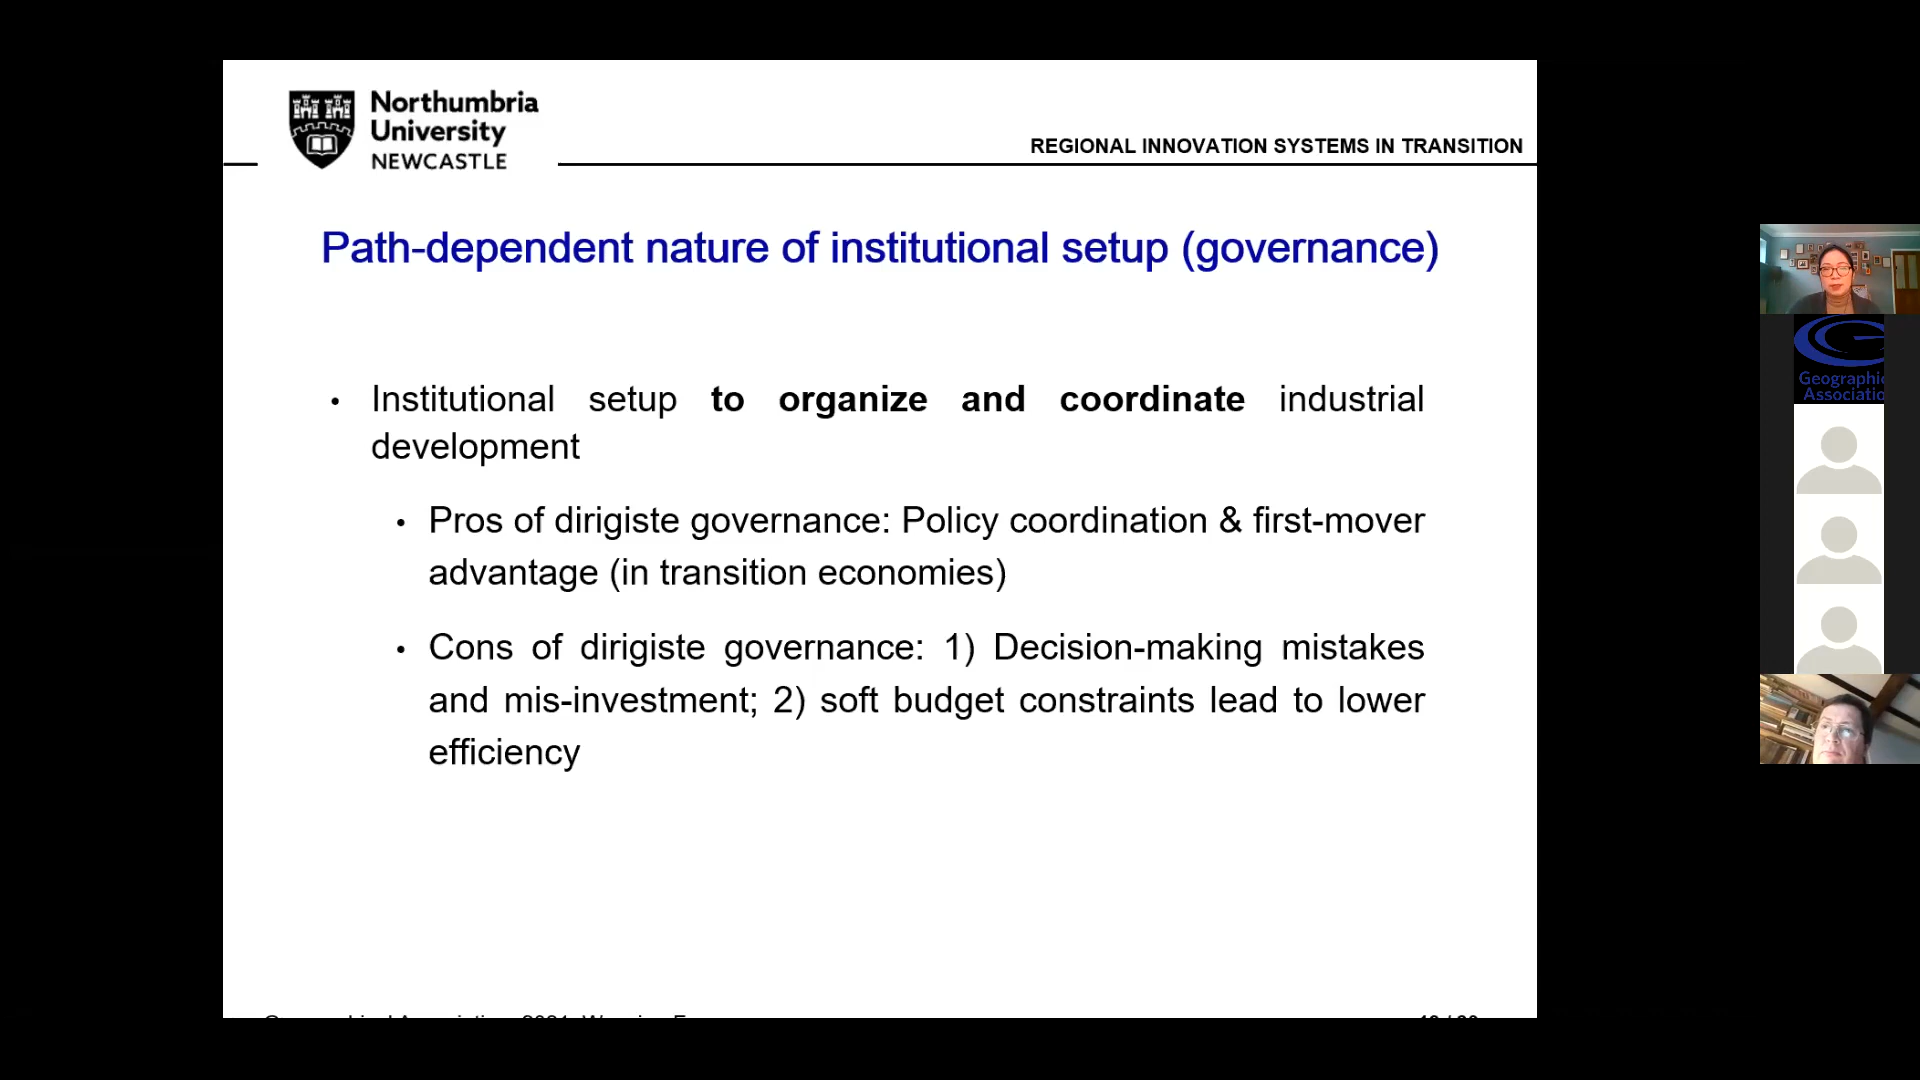 Northumbria
University
NEWCASTLE
REGIONAL INNOVATION SYSTEMS IN TRANSITION
Path-dependent nature of institutional setup (governance)
• Institutional setup to organize and coordinate industrial
development
• Pros of dirigiste governance: Policy coordination & first-mover
advantage (in transition economies)
• Cons of dirigiste governance: 1) Decision-making mistakes
and mis-investment; 2) soft budget constraints lead to lower
efficiency
Geographic
Associatio